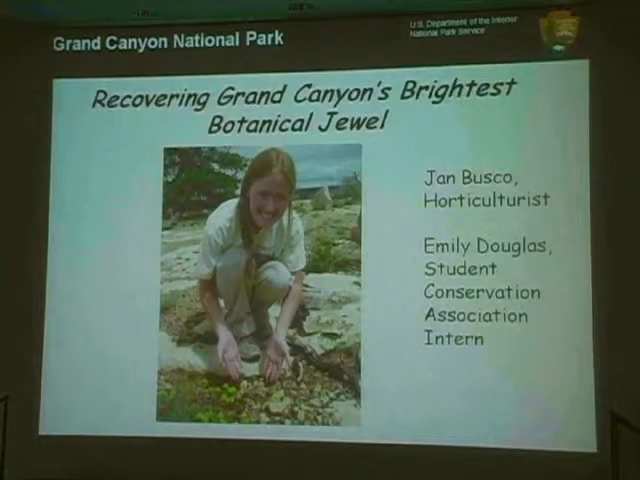 Grand Canyon National Park
U.S. Department of the Interior
National Park Service
Recovering Grand Canyon's Brightest
Botanical Jewel
Jan Busco,
Horticulturist
Emily Douglas,
Student
Conservation
Association
Intern